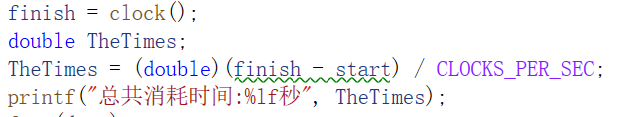 finish = clock();
double TheTimes;
TheTimes = (double)(finish - start) / CLOCKS_PER_SEC;
printf("总共消耗时间:%lf秒", TheTimes);